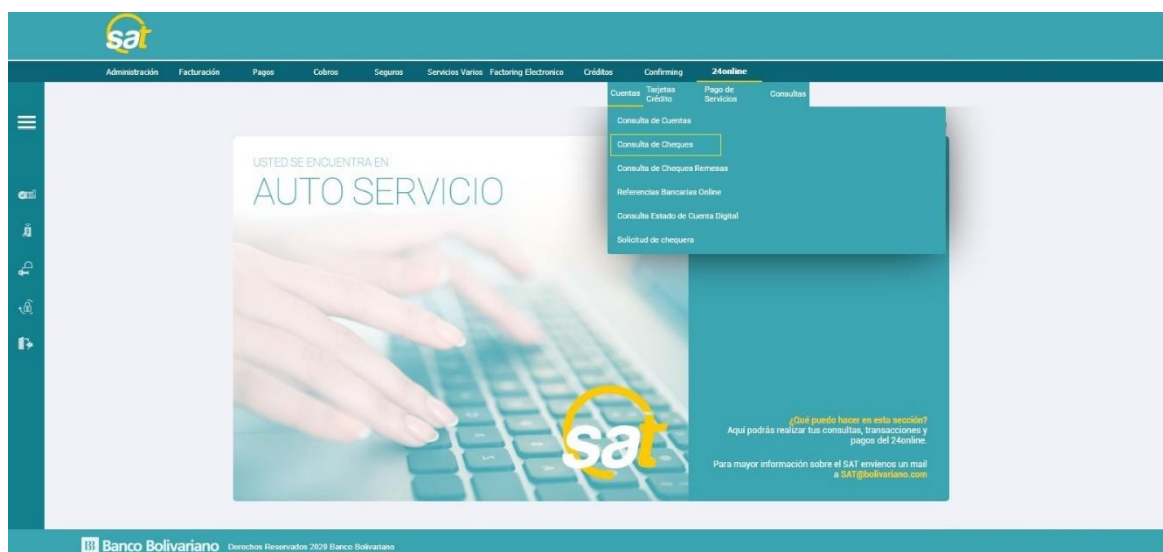 sat
Administración Facturación Pagos Cobros Seguros Servicios Varios Factoring Electronico Créditos Confirming 24online
Cuentas Tarjetas Crédito Pago de Servicios Consultas
Consulta de Cuentas
Consulta de Cheques
Consulta de Cheques Remesas
Referencias Bancarias Online
Consulta Estado de Cuenta Digital
Solicitud de chequera
USTED SE ENCUENTRA EN
AUTO SERVICIO
sat
¿Qué puedo hacer en esta sección?
Aquí podrás realizar tus consultas, transacciones y
pagos del 24online.
Para mayor información sobre el SAT envíenos un mail
a SAT@bolivariano.com
Banco Bolivariano Derechos Reservados 2020 Banco Bolivariano